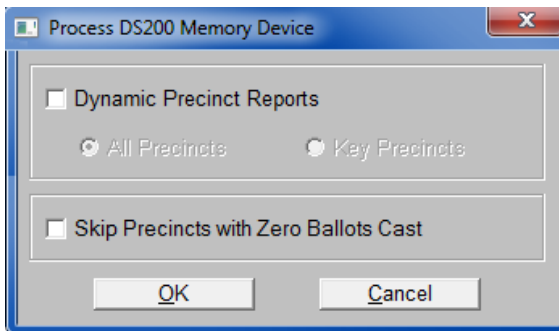 Process DS200 Memory Device
Dynamic Precinct Reports
All Precincts Key Precincts
Skip Precincts with Zero Ballots Cast
OK Cancel